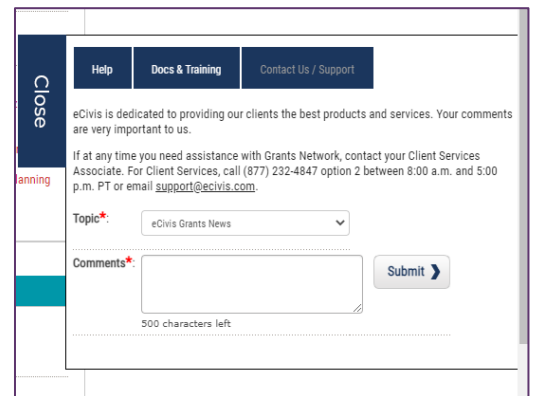 Close
Help
Docs & Training
Contact Us / Support
eCivis is dedicated to providing our clients the best products and services. Your comments
are very important to us.
If at any time you need assistance with Grants Network, contact your Client Services
Associate. For Client Services, call (877) 232-4847 option 2 between 8:00 a.m. and 5:00
p.m. PT or email support@ecivis.com.
lanning
Topic*:
eCivis Grants News
Comments*:
Submit ❯
500 characters left